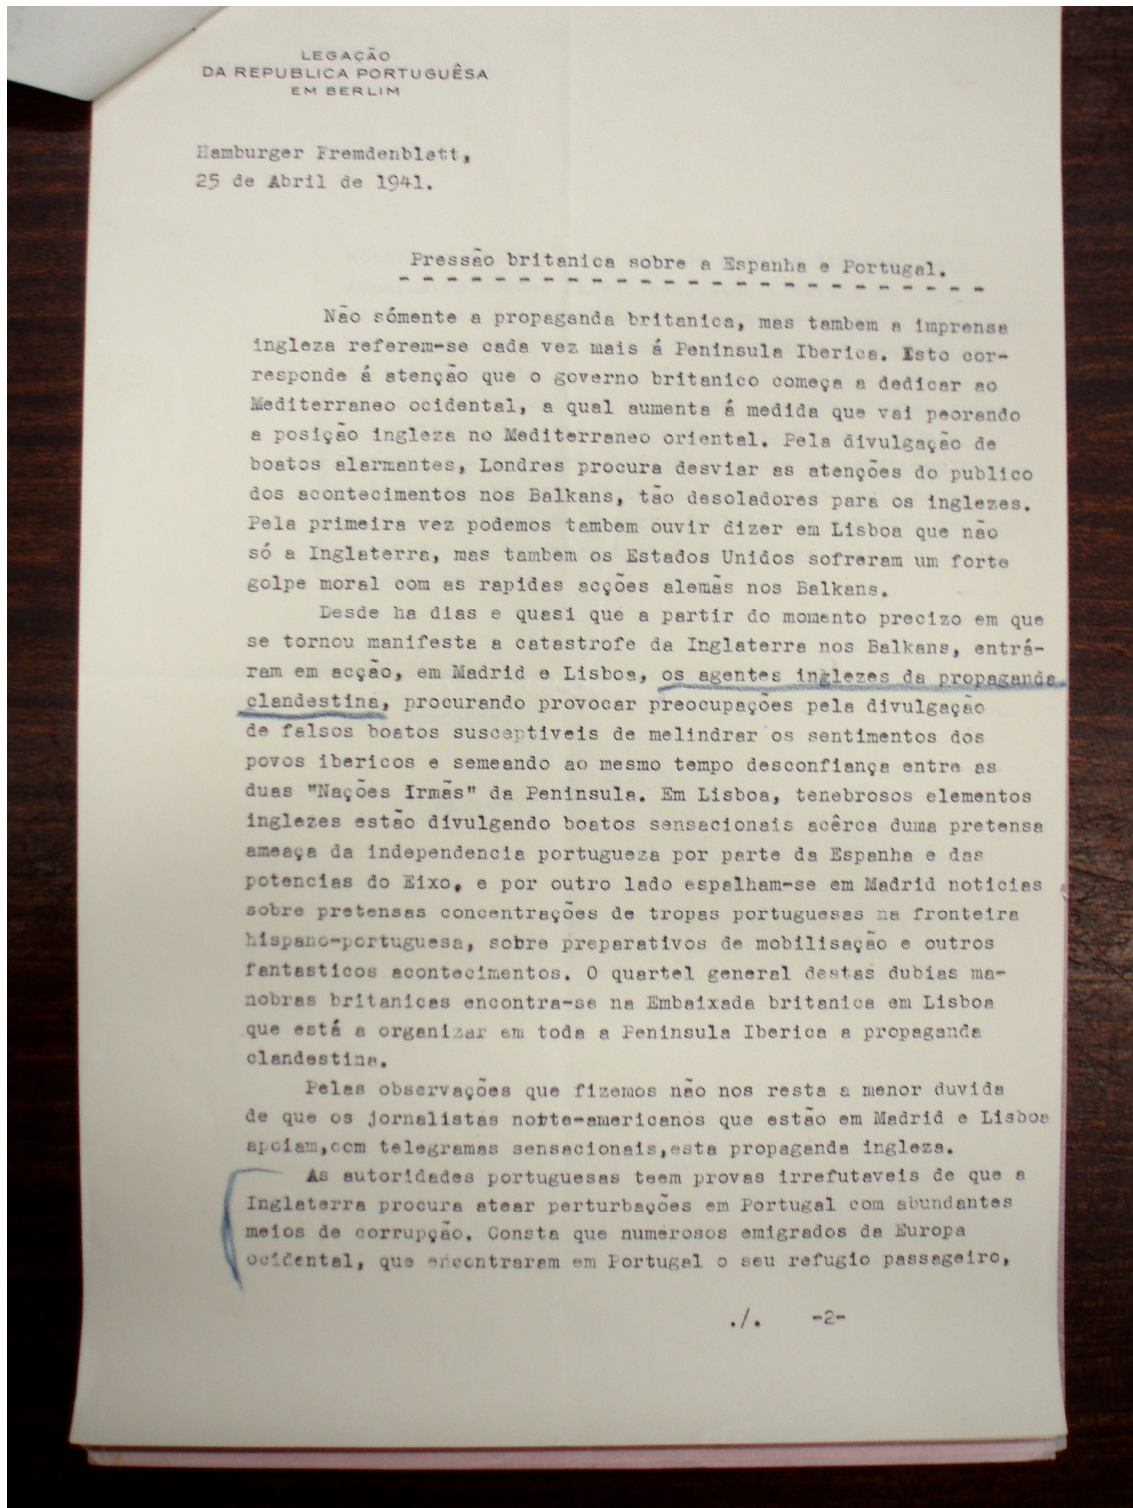 LEGAÇÃO
DA REPUBLICA PORTUGUÊSA
EM BERLIM
Hamburger Fremdenblatt,
25 de Abril de 1941.
Pressão britanica sobre a Espanha e Portugal.
Não sómente a propaganda britanica, mas tambem a imprensa
ingleza referem-se cada vez mais á Peninsula Iberica. Esto cor-
responde á atenção que o governo britanico começa a dedicar ao
Mediterraneo ocidental, a qual aumenta á medida que vai peorando
a posição ingleza no Mediterraneo oriental. Pela divulgação de
boatos alarmantes, Londres procura desviar as atenções do publico
dos acontecimentos nos Balkans, tão desoladores para os inglezes.
Pela primeira vez podemos tambem ouvir dizer em Lisboa que não
só a Inglaterra, mas tambem os Estados Unidos sofreram um forte
golpe moral com as rapidas acções alemãs nos Balkans.
Desde ha dias e quasi que a partir do momento precizo em que
se tornou manifesta a catastrofe da Inglaterra nos Balkans, entrá-
ram em acção, em Madrid e Lisboa, os agentes inglezes da propaganda
clandestina, procurando provocar preocupações pela divulgação
de falsos boatos susceptiveis de melindrar os sentimentos dos
povos ibericos e semeando ao mesmo tempo desconfiança entre as
duas "Nações Irmãs" da Peninsula. Em Lisboa, tenebrosos elementos
inglezes estão divulgando boatos sensacionais acêrca duma pretensa
ameaça da independencia portugueza por parte da Espanha e das
potencias do Eixo, e por outro lado espalham-se em Madrid noticias
sobre pretensas concentrações de tropas portuguesas na fronteira
hispano-portuguesa, sobre preparativos de mobilisação e outros
fantasticos acontecimentos. O quartel general destas dubias ma-
nobras britanicas encontra-se na Embaixada britanica em Lisboa
que está a organizar em toda a Peninsula Iberica a propaganda
clandestina.
Pelas observações que fizemos não nos resta a menor duvida
de que os jornalistas norte-americanos que estão em Madrid e Lisboa
apoiam,com telegramas sensacionais,esta propaganda ingleza.
As autoridades portuguesas teem provas irrefutaveis de que a
Inglaterra procura atear perturbações em Portugal com abundantes
meios de corrupção. Consta que numerosos emigrados da Europa
ocidental, que encontraram em Portugal o seu refugio passageiro,
./. -2-